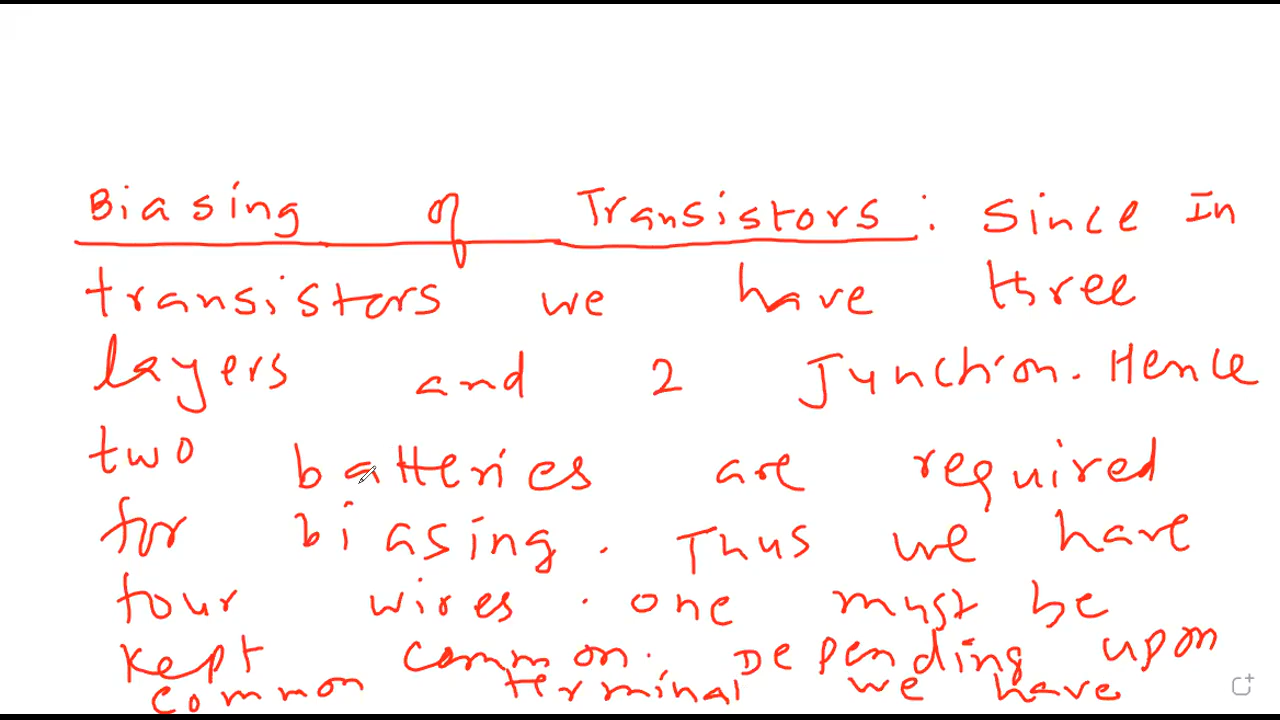 Biasing of Transistors : Since In
transistors we have three
layers and 2 Junction. Hence
two batteries are required
for biasing. Thus we have
four wires. one must be
kept common. Depending upon
common terminal we have